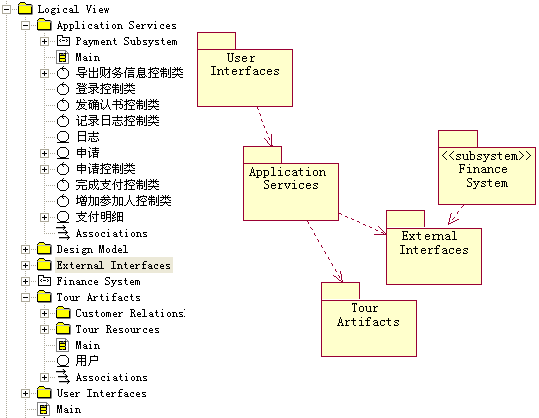 Logical View
Application Services
Payment Subsystem
Main
导出财务信息控制类
登录控制类
发确认书控制类
记录日志控制类
日志
申请
申请控制类
完成支付控制类
增加参加人控制类
支付明细
Associations
Design Model
External Interfaces
Finance System
Tour Artifacts
Customer Relations
Tour Resources
Main
用户
Associations
User Interfaces
Main
User
Interfaces
Application
Services
<<subsystem>>
Finance
System
External
Interfaces
Tour
Artifacts